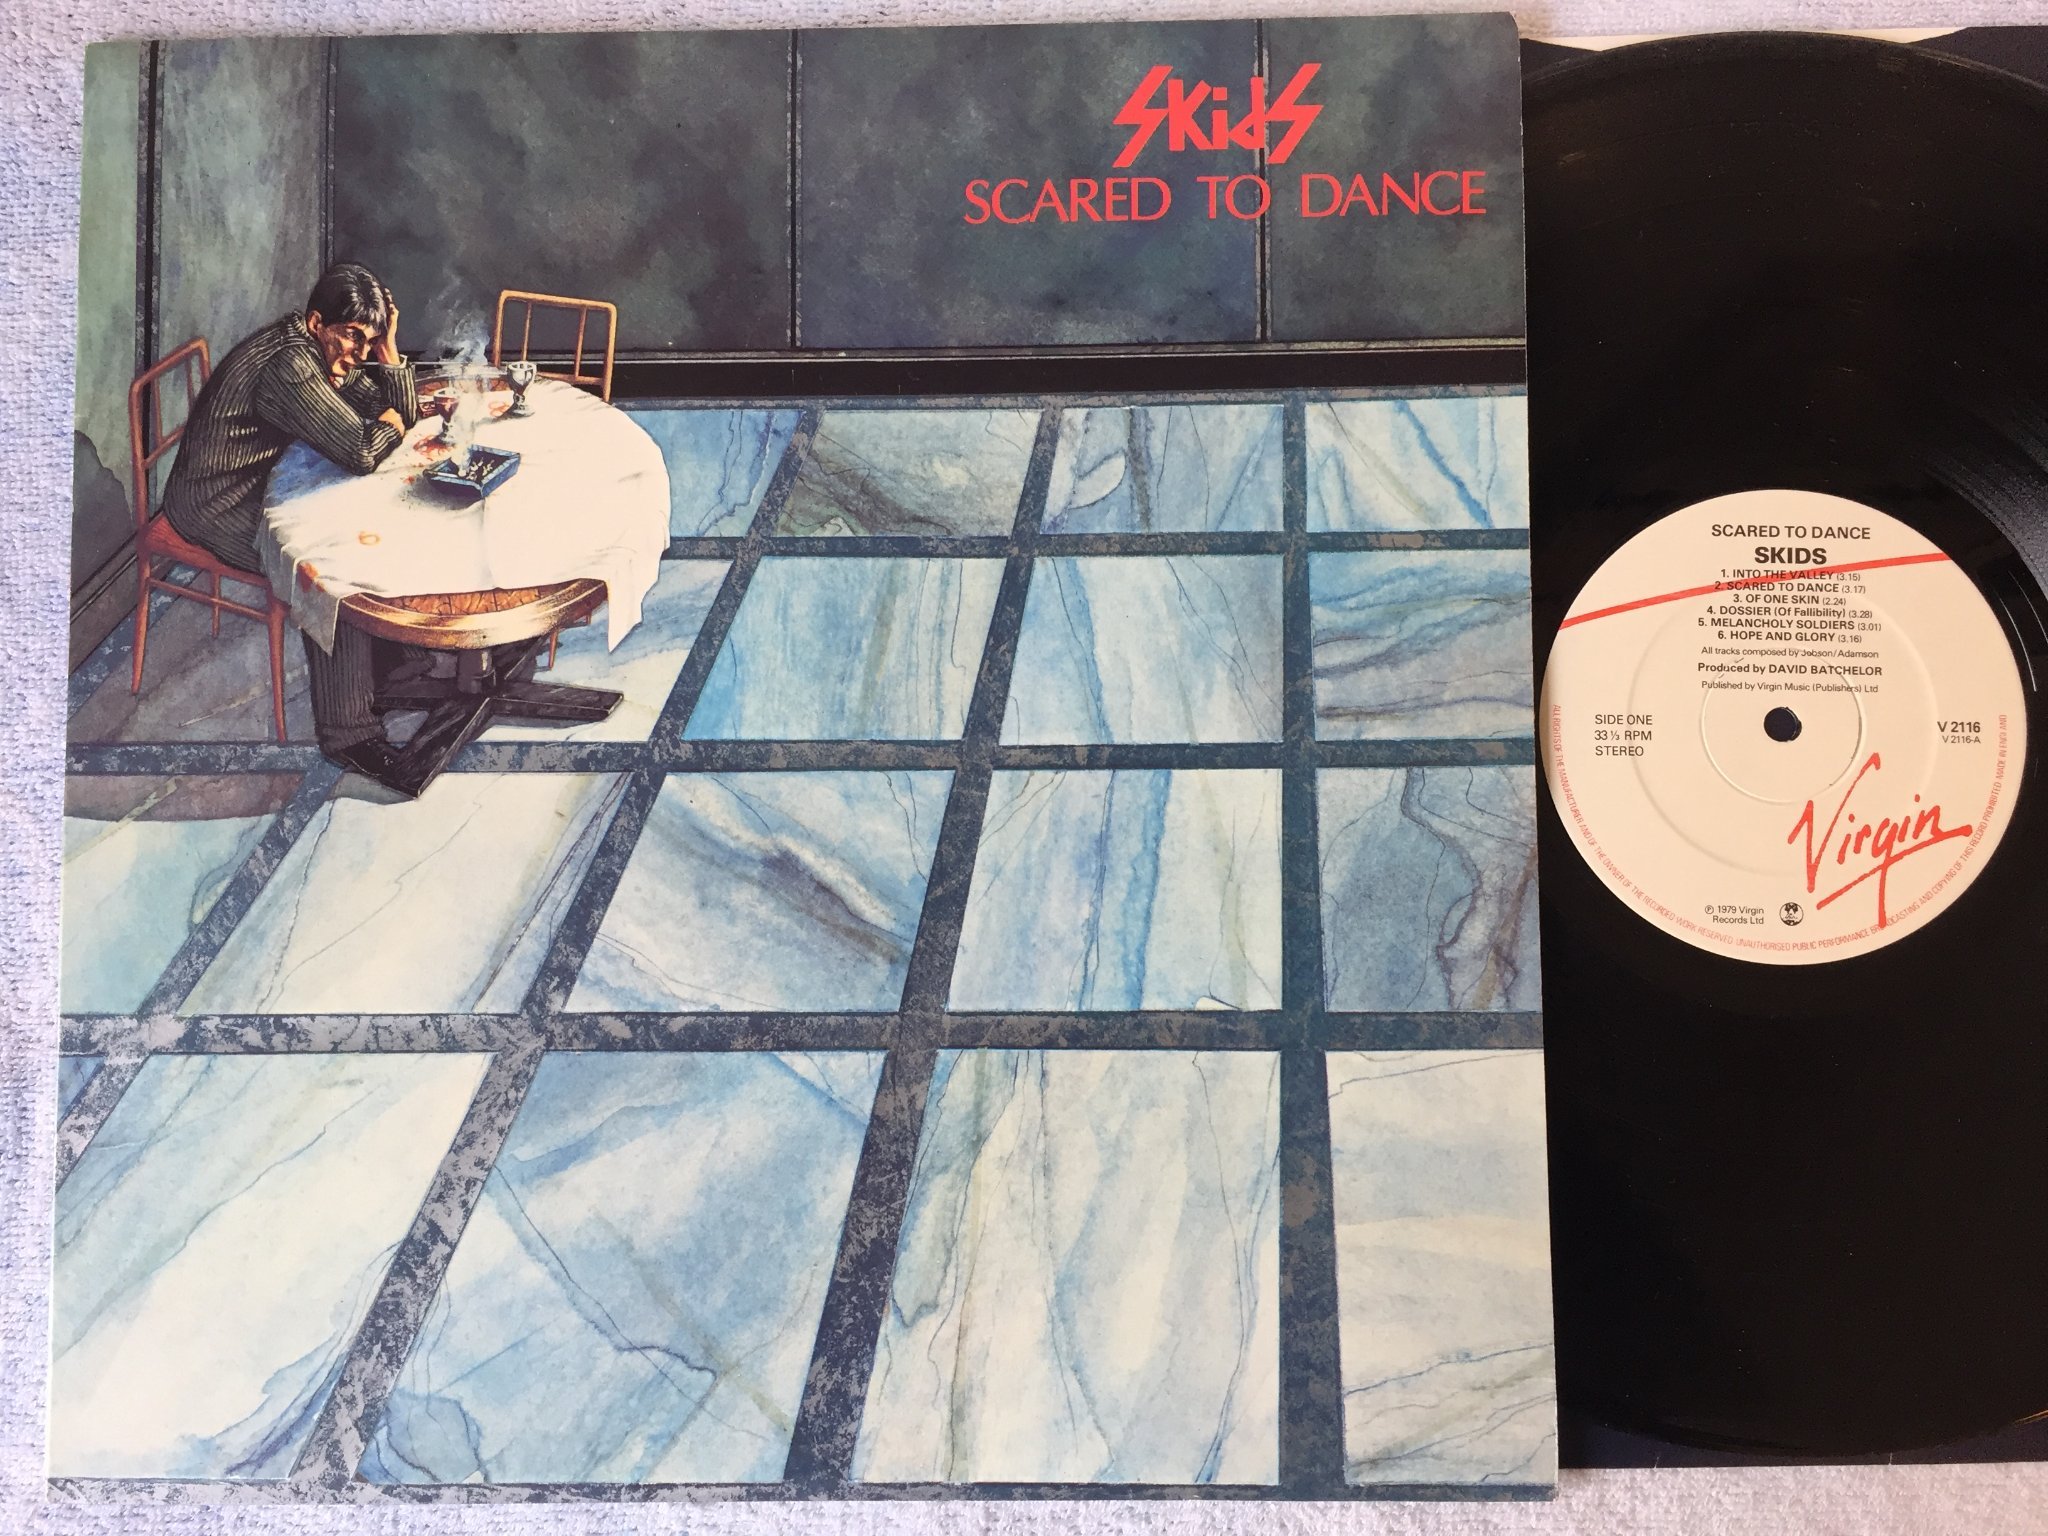 SkidS
SCARED TO DANCE
SCARED TO DANCE
SKIDS
1. INTO THE VALLEY (3.15)
2. SCARED TO DANCE (3.17)
3. OF ONE SKIN (2.24)
4. DOSSIER (Of Fallibility) (3.28)
5. MELANCHOLY SOLDIERS (3.01)
6. HOPE AND GLORY (3.16)
All tracks composed by Jobson/Adamson
Produced by DAVID BATCHELOR
Published by Virgin Music (Publishers) Ltd
SIDE ONE
33 ⅓ RPM
STEREO
V 2116
V 2116-A
Virgin
℗ 1979 Virgin
Records Ltd
ALL RIGHTS OF THE MANUFACTURER AND OF THE OWNER OF THE RECORDED WORK RESERVED. UNAUTHORISED PUBLIC PERFORMANCE BROADCASTING AND COPYING OF THIS RECORD PROHIBITED. MADE IN ENGLAND